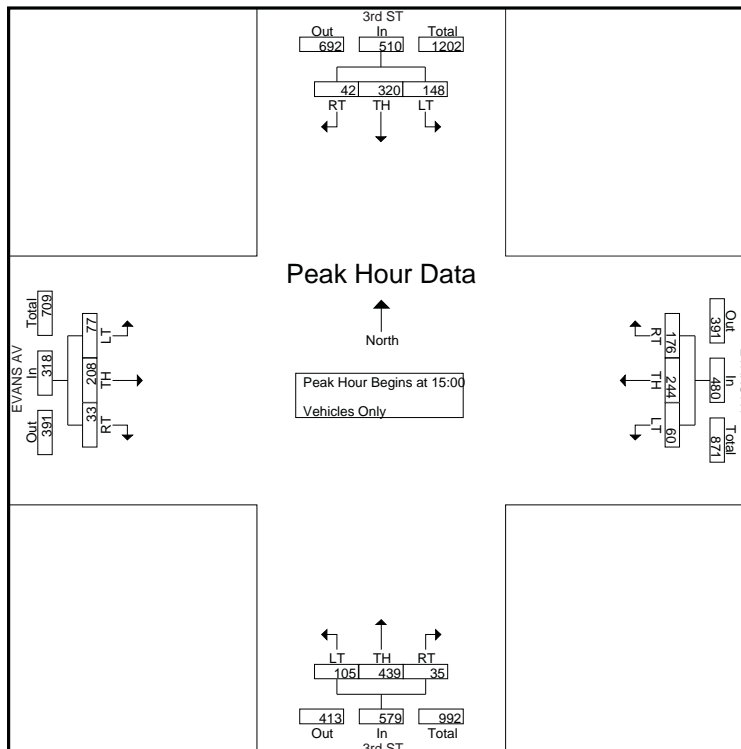 3rd ST
Out In Total
692 510 1202
42 320 148
RT TH LT
Peak Hour Data
North
Peak Hour Begins at 15:00
Vehicles Only
EVANS AV
Total In Out
709 318 391
77 208 33
LT TH RT
Out In Total
391 480 871
176 244 60
RT TH LT
LT TH RT
105 439 35
413 579 992
Out In Total
3rd ST